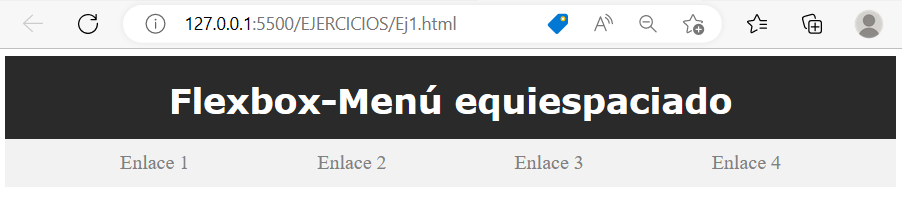 127.0.0.1:5500/EJERCICIOS/Ej1.html
Flexbox-Menú equiespaciado
Enlace 1 Enlace 2 Enlace 3 Enlace 4